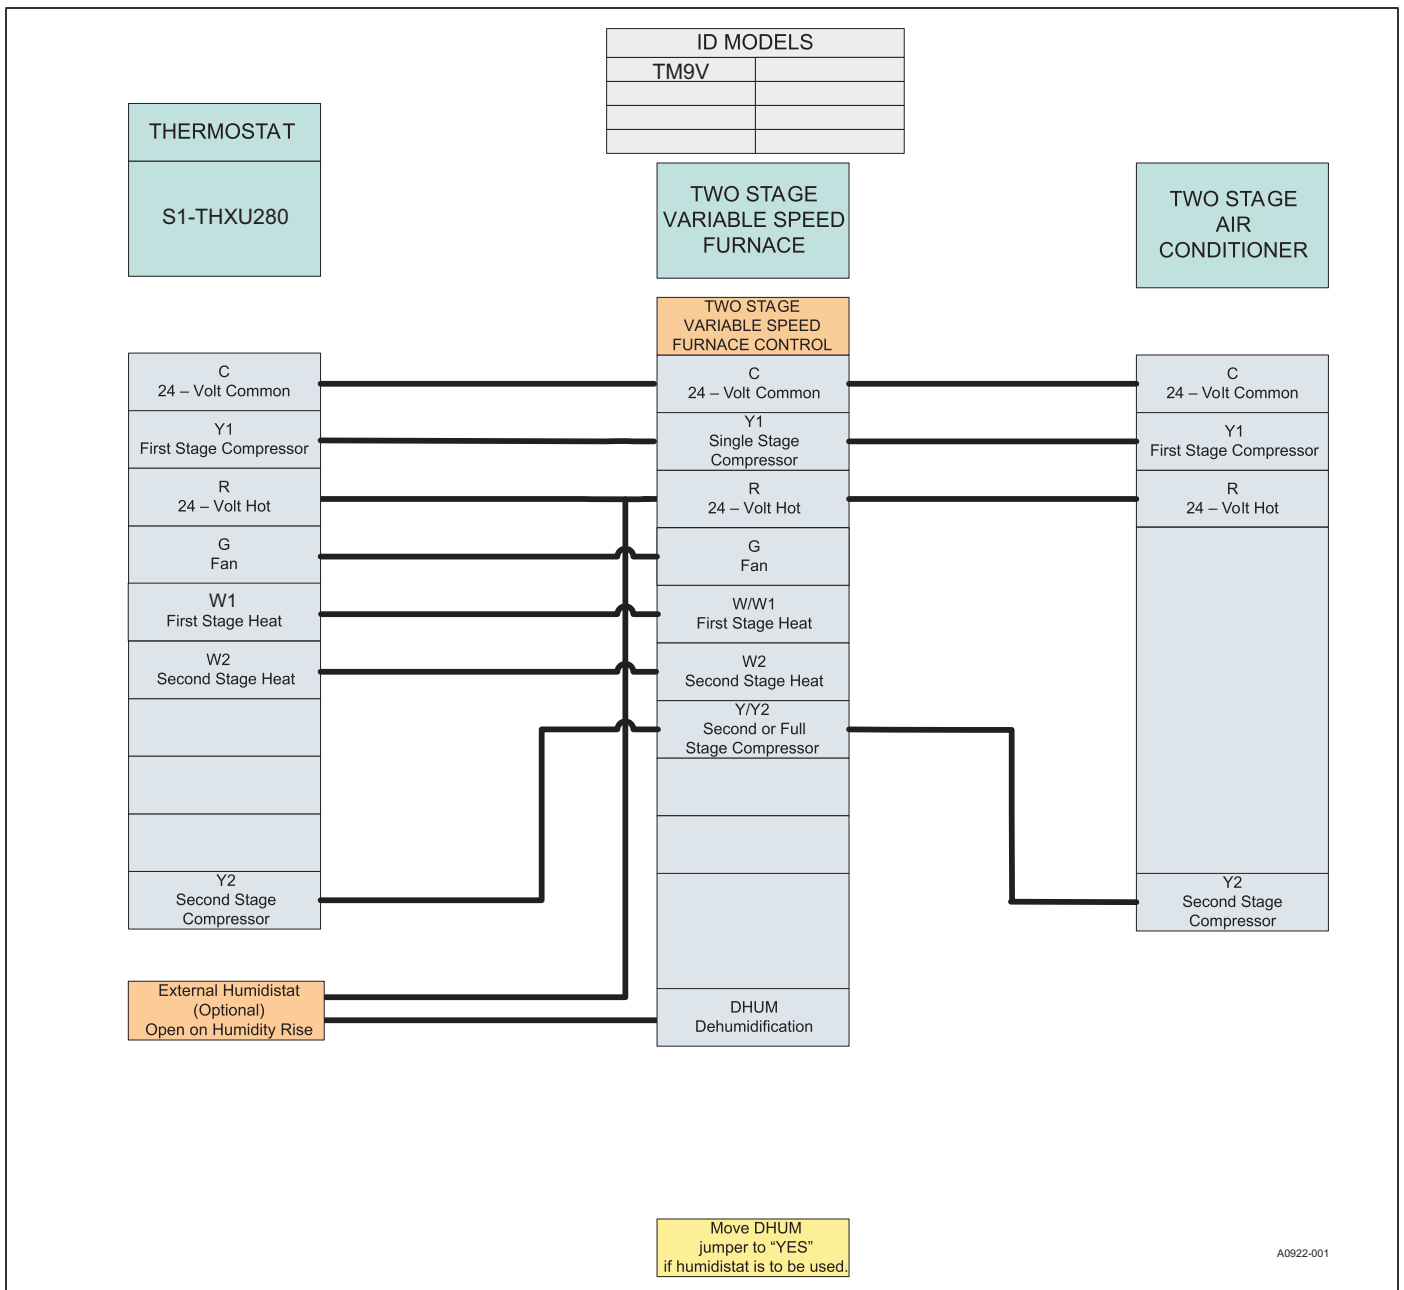 ID MODELS
TM9V
THERMOSTAT
S1-THXU280
TWO STAGE
VARIABLE SPEED
FURNACE
TWO STAGE
AIR
CONDITIONER
TWO STAGE
VARIABLE SPEED
FURNACE CONTROL
C
24 – Volt Common
Y1
First Stage Compressor
R
24 – Volt Hot
G
Fan
W1
First Stage Heat
W2
Second Stage Heat
Y2
Second Stage
Compressor
External Humidistat
(Optional)
Open on Humidity Rise
C
24 – Volt Common
Y1
Single Stage
Compressor
R
24 – Volt Hot
G
Fan
W/W1
First Stage Heat
W2
Second Stage Heat
Y/Y2
Second or Full
Stage Compressor
DHUM
Dehumidification
C
24 – Volt Common
Y1
First Stage Compressor
R
24 – Volt Hot
Y2
Second Stage
Compressor
Move DHUM
jumper to “YES”
if humidistat is to be used.
A0922-001